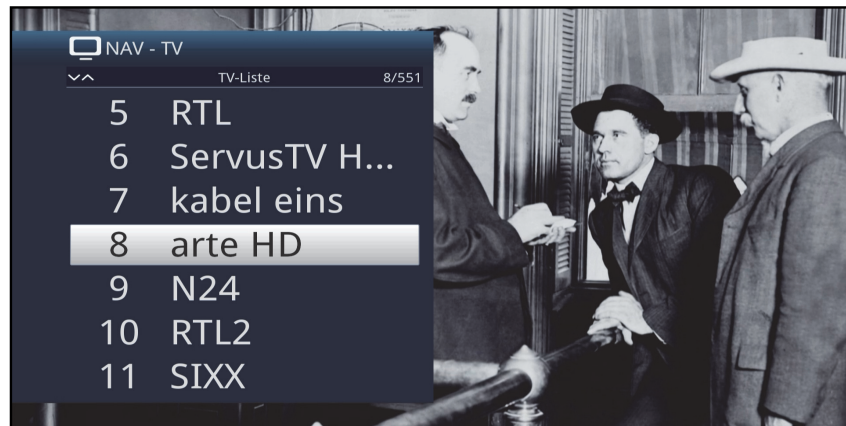 NAV - TV
TV-Liste 8/551
5 RTL
6 ServusTV H...
7 kabel eins
8 arte HD
9 N24
10 RTL2
11 SIXX